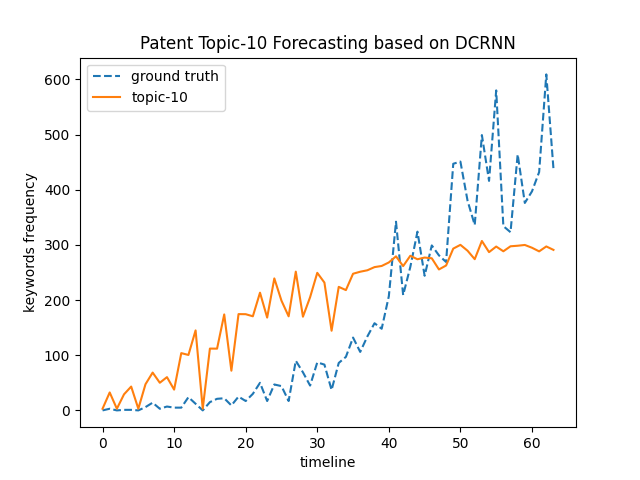 Patent Topic-10 Forecasting based on DCRNN
ground truth
topic-10
keywords frequency
600
500
400
300
200
100
0
0 10 20 30 40 50 60
timeline